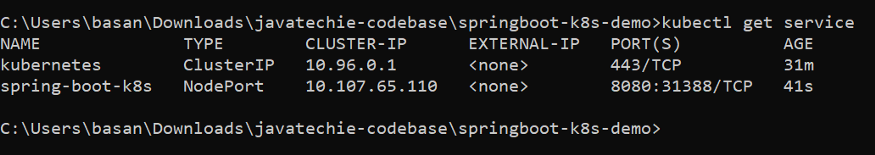 C:\Users\basan\Downloads\javatechie-codebase\springboot-k8s-demo>kubectl get service
NAME TYPE CLUSTER-IP EXTERNAL-IP PORT(S) AGE
kubernetes ClusterIP 10.96.0.1 <none> 443/TCP 31m
spring-boot-k8s NodePort 10.107.65.110 <none> 8080:31388/TCP 41s
C:\Users\basan\Downloads\javatechie-codebase\springboot-k8s-demo>